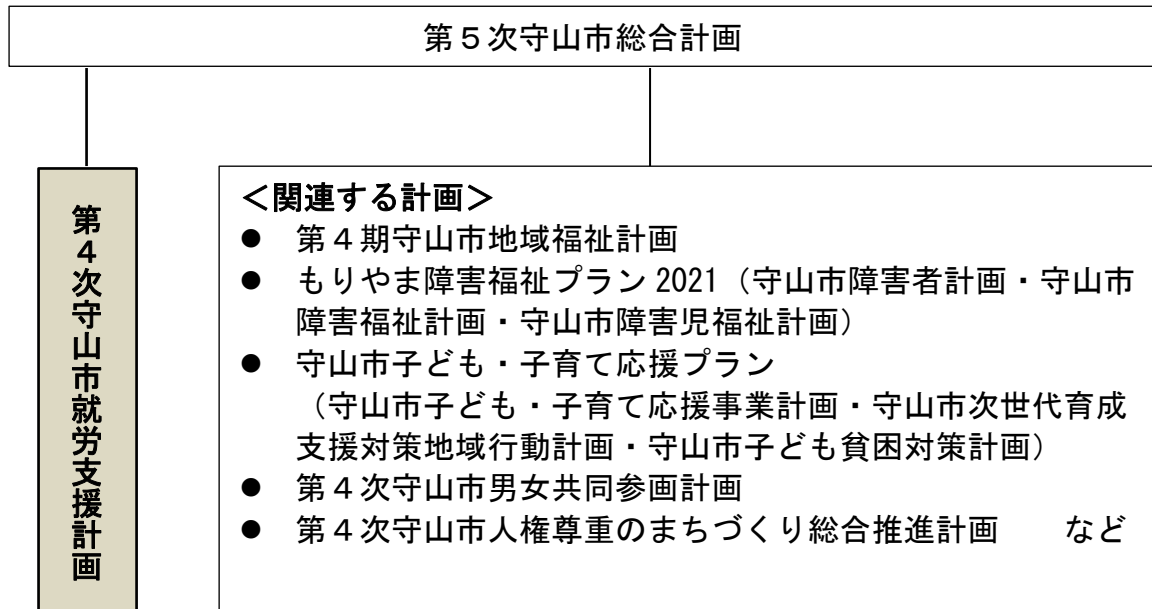 第５次守山市総合計画
第４次守山市就労支援計画
＜関連する計画＞
● 第４期守山市地域福祉計画
● もりやま障害福祉プラン 2021（守山市障害者計画・守山市
障害福祉計画・守山市障害児福祉計画）
● 守山市子ども・子育て応援プラン
（守山市子ども・子育て応援事業計画・守山市次世代育成
支援対策地域行動計画・守山市子ども貧困対策計画）
● 第４次守山市男女共同参画計画
● 第４次守山市人権尊重のまちづくり総合推進計画　　など